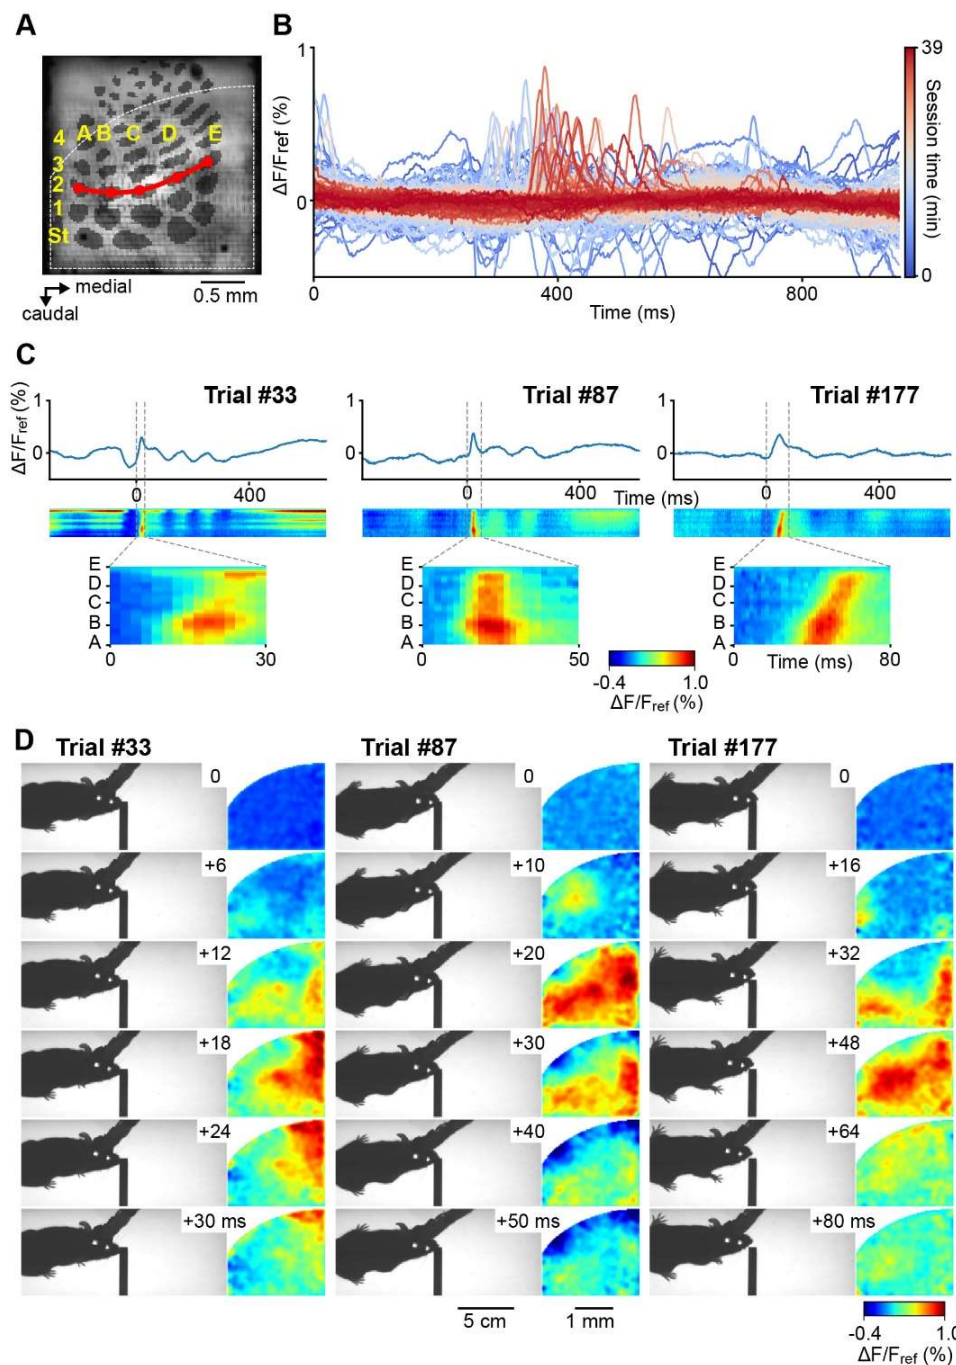 A
B
4
3
2
1
St
A B C D E
medial
caudal
0.5 mm
1
0
ΔF/Fref (%)
0
400
800
Time (ms)
39
0
Session time (min)
C
Trial #33
Trial #87
Trial #177
ΔF/Fref (%)
1
0
1
0
1
0
0
400
0
400
Time (ms)
0
400
E
D
C
B
A
0
30
E
D
C
B
A
0
50
E
D
C
B
A
0
Time (ms)
80
-0.4
1.0
ΔF/Fref (%)
D
Trial #33
Trial #87
Trial #177
0
0
0
+6
+10
+16
+12
+20
+32
+18
+30
+48
+24
+40
+64
+30 ms
+50 ms
+80 ms
5 cm
1 mm
-0.4
1.0
ΔF/Fref (%)